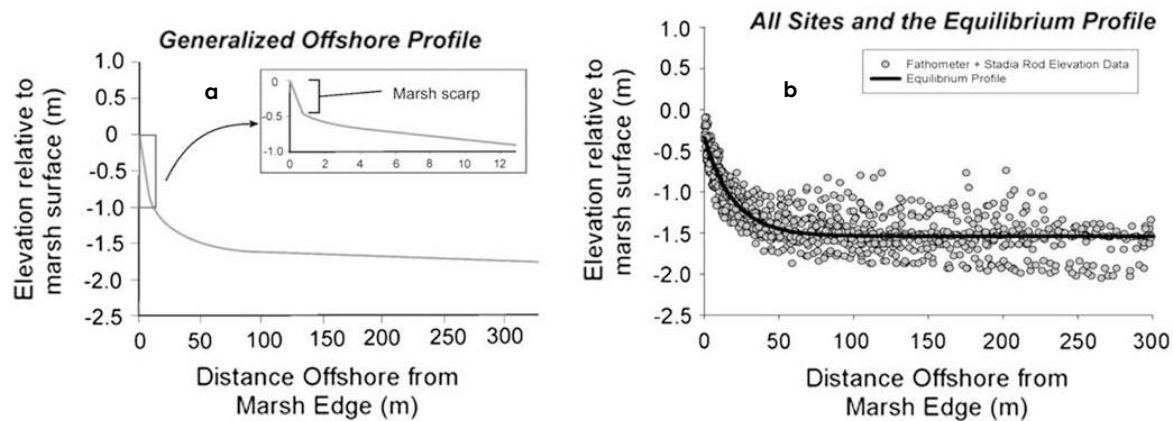 Generalized Offshore Profile
a
Marsh scarp
0
-0.5
-1.0
0 2 4 6 8 10 12
1.0
0.5
0
-0.5
-1.0
-1.5
-2.0
-2.5
Elevation relative to
marsh surface (m)
0 50 100 150 200 250 300
Distance Offshore from
Marsh Edge (m)
All Sites and the Equilibrium Profile
Fathometer + Stadia Rod Elevation Data
Equilibrium Profile
b
1.0
0.5
0.0
-0.5
-1.0
-1.5
-2.0
-2.5
Elevation relative to
marsh surface (m)
0 50 100 150 200 250 300
Distance Offshore from
Marsh Edge (m)